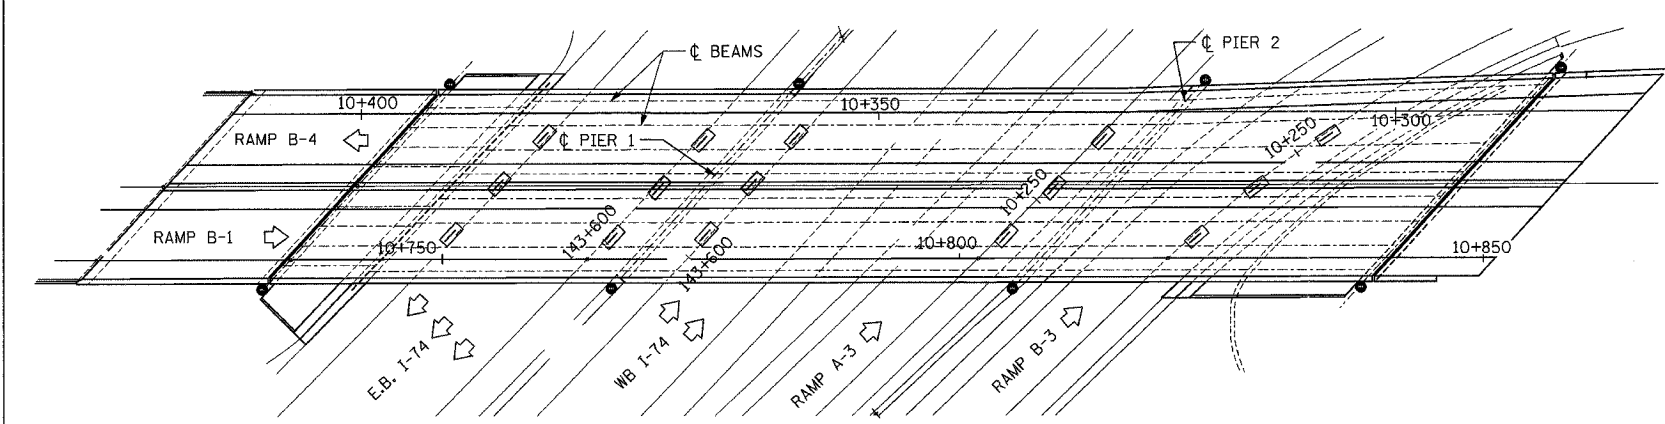 ℄ BEAMS
℄ PIER 2
10+400
10+350
10+300
RAMP B-4
℄ PIER 1
10+250
10+250
RAMP B-1
10+750
143+600
143+600
10+800
10+850
E.B. I-74
WB I-74
RAMP A-3
RAMP B-3